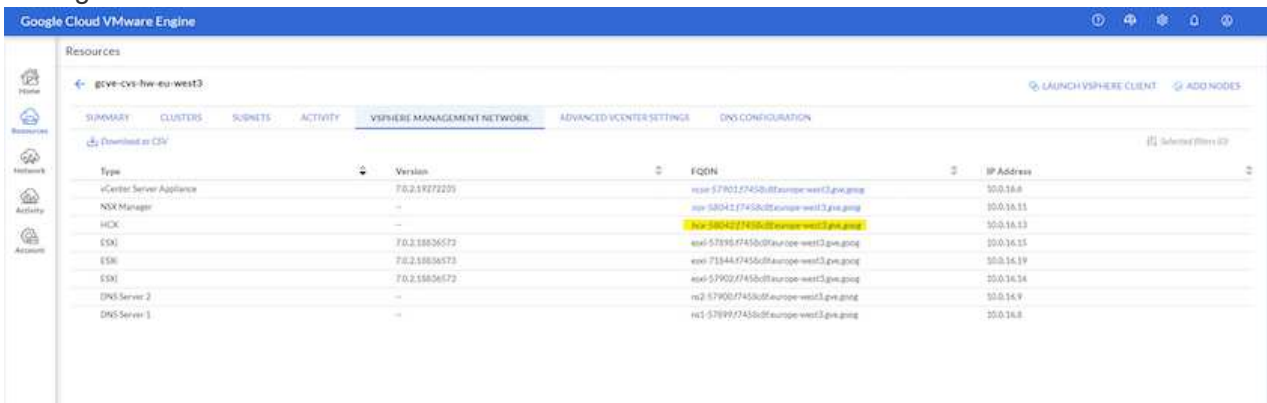 Google Cloud VMware Engine
Resources
gcve-cvs-hw-eu-west3
LAUNCH VSPHERE CLIENT ADD NODES
SUMMARY CLUSTERS SUBNETS ACTIVITY VSPHERE MANAGEMENT NETWORK ADVANCED VCENTER SETTINGS DNS CONFIGURATION
Download as CSV Selected filters (0)
Type Version FQDN IP Address
vCenter Server Appliance 7.0.2.19272235 10.0.16.6
NSX Manager -- 10.0.16.11
HCX -- 10.0.16.13
ESXi 7.0.2.18836573 10.0.16.15
ESXi 7.0.2.18836573 10.0.16.19
ESXi 7.0.2.18836573 10.0.16.14
DNS Server 2 -- 10.0.16.9
DNS Server 1 -- 10.0.16.8
Home
Resources
Network
Activity
Account